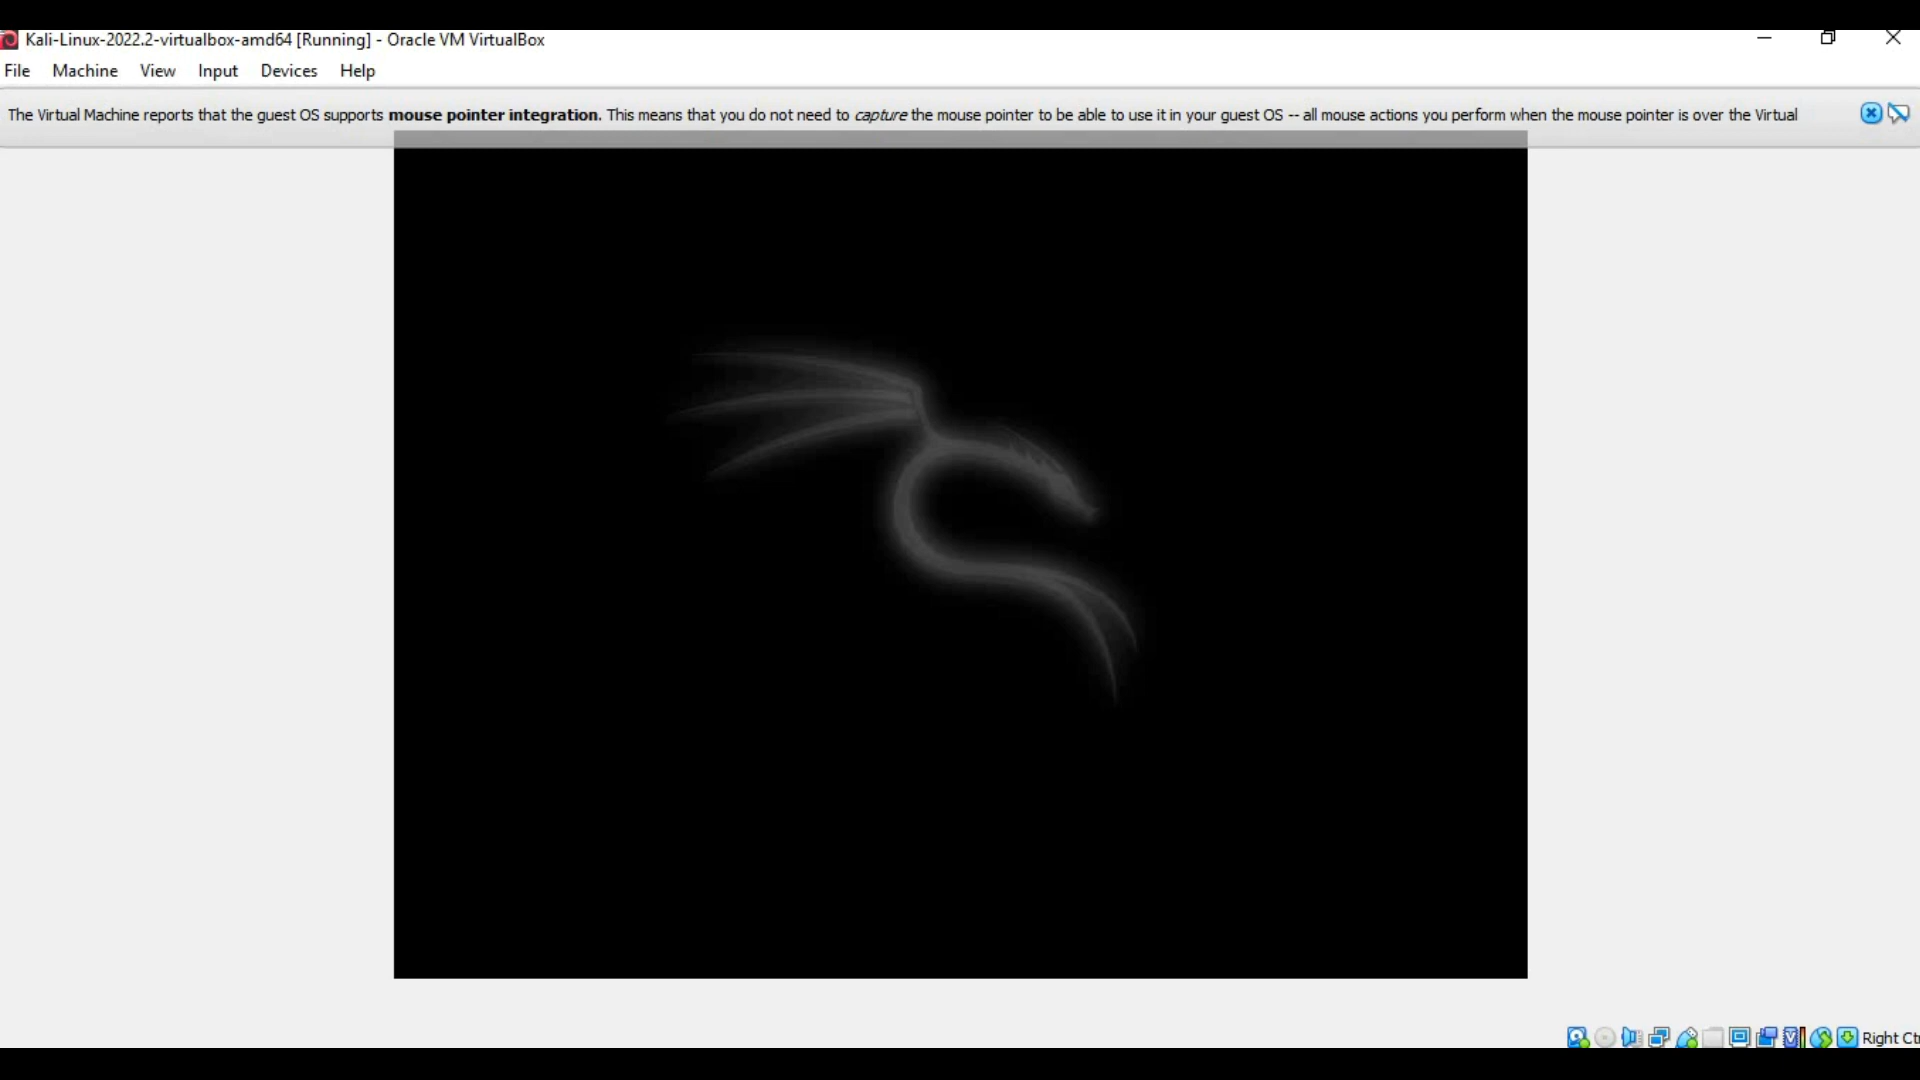 Kali-Linux-2022.2-virtualbox-amd64 [Running] - Oracle VM VirtualBox
File Machine View Input Devices Help
The Virtual Machine reports that the guest OS supports mouse pointer integration. This means that you do not need to capture the mouse pointer to be able to use it in your guest OS -- all mouse actions you perform when the mouse pointer is over the Virtual
Right Ct